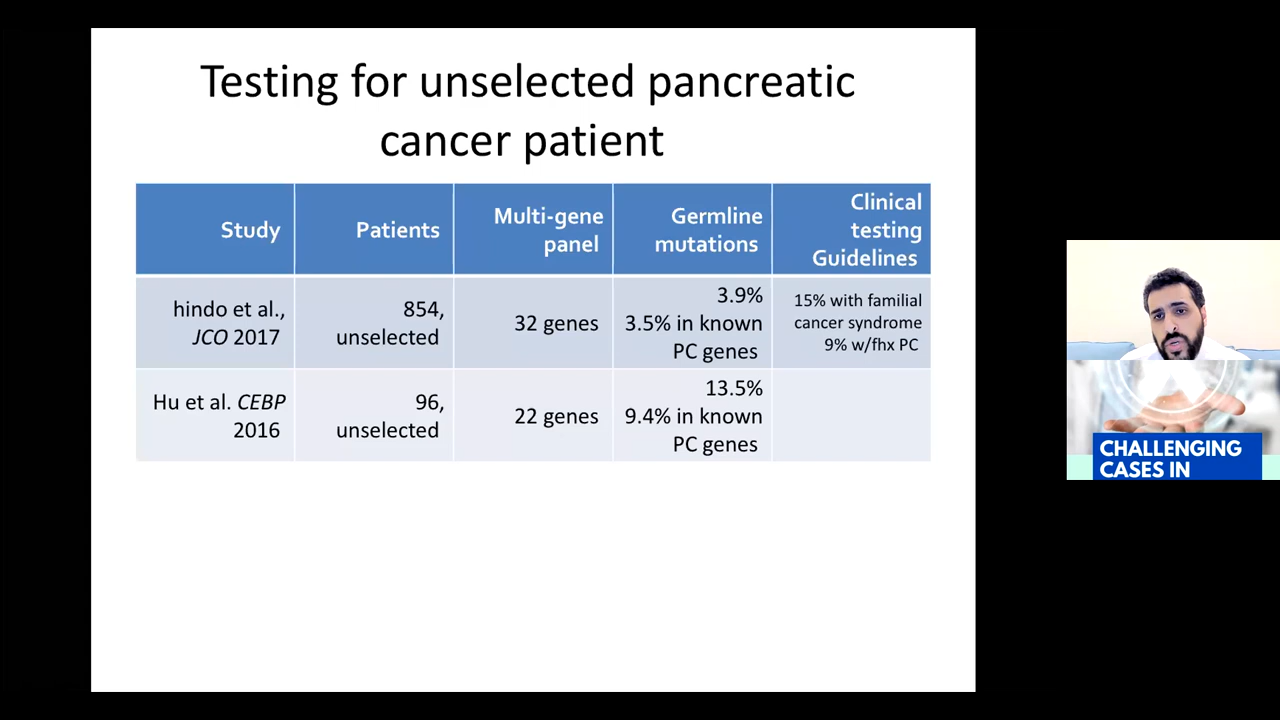 Testing for unselected pancreatic
cancer patient
Study
Patients
Multi-gene
panel
Germline
mutations
Clinical
testing
Guidelines
hindo et al.,
JCO 2017
854,
unselected
32 genes
3.9%
3.5% in known
PC genes
15% with familial
cancer syndrome
9% w/fhx PC
Hu et al. CEBP
2016
96,
unselected
22 genes
13.5%
9.4% in known
PC genes
CHALLENGING
CASES IN